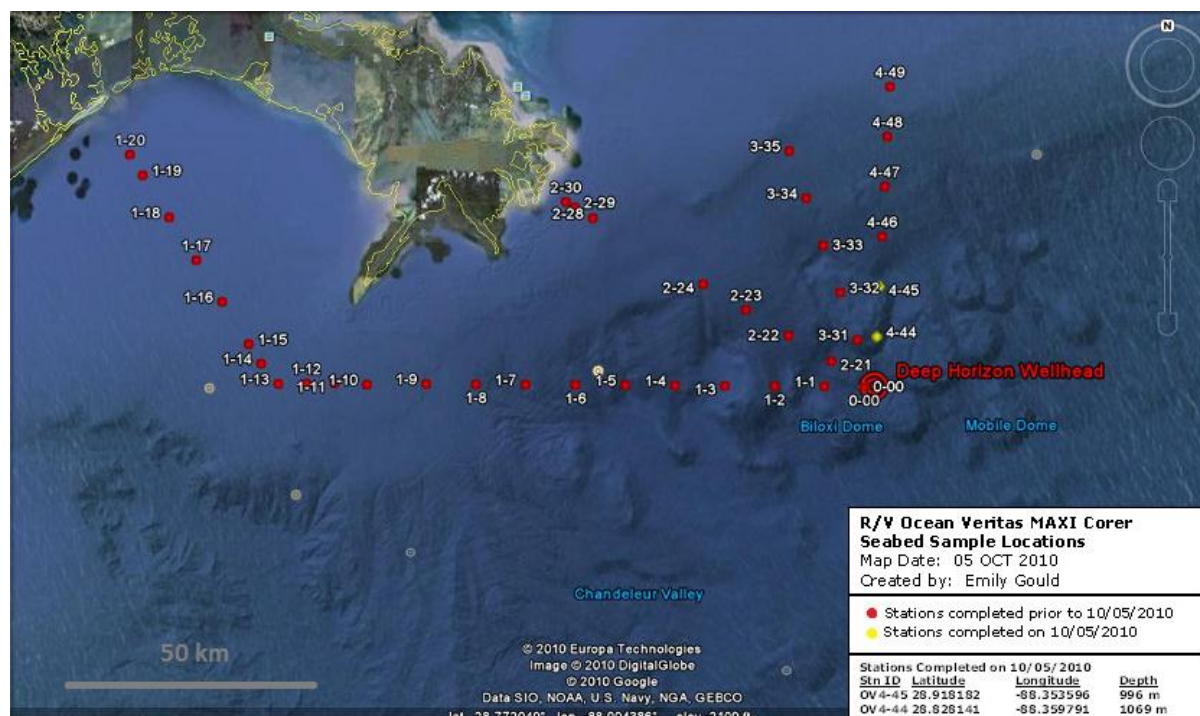 N
4-49
4-48
1-20
3-35
1-19
4-47
2-30
3-34
2-29
1-18
2-28
4-46
1-17
3-33
2-24
3-32
4-45
1-16
2-23
4-44
2-22
3-31
1-15
1-14
2-21
1-12
Deep Horizon Wellhead
1-13
1-11
1-10
1-9
1-7
1-5
1-4
1-3
1-1
0-00
1-8
1-6
1-2
0-00
Biloxi Dome
Mobile Dome
R/V Ocean Veritas MAXI Corer
Seabed Sample Locations
Map Date: 05 OCT 2010
Created by: Emily Gould
Stations completed prior to 10/05/2010
Stations completed on 10/05/2010
Chandeleur Valley
50 km
© 2010 Europa Technologies
Image © 2010 DigitalGlobe
© 2010 Google
Data SIO, NOAA, U.S. Navy, NGA, GEBCO
Stations Completed on 10/05/2010
Stn ID Latitude Longitude Depth
OV4-45 28.918182 -88.353596 996 m
OV4-44 28.828141 -88.359791 1069 m